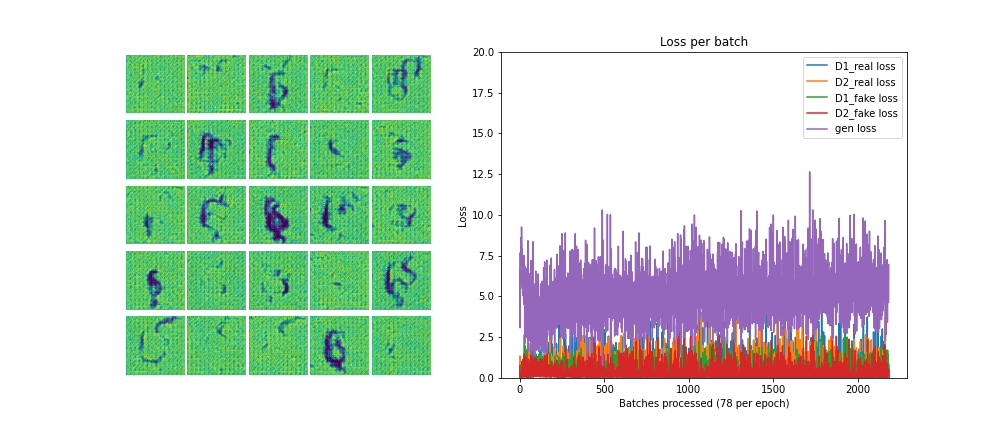 Loss per batch
20.0
17.5
15.0
12.5
10.0
7.5
5.0
2.5
0.0
Loss
D1_real loss
D2_real loss
D1_fake loss
D2_fake loss
gen loss
0
500
1000
1500
2000
Batches processed (78 per epoch)